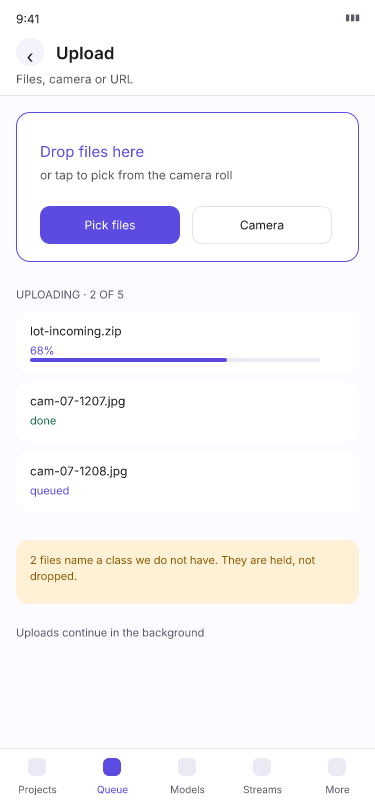 9:41
‹ Upload
Files, camera or URL
Drop files here
or tap to pick from the camera roll
Pick files Camera
UPLOADING · 2 OF 5
lot-incoming.zip
68%
cam-07-1207.jpg
done
cam-07-1208.jpg
queued
2 files name a class we do not have. They are held, not
dropped.
Uploads continue in the background
Projects Queue Models Streams More